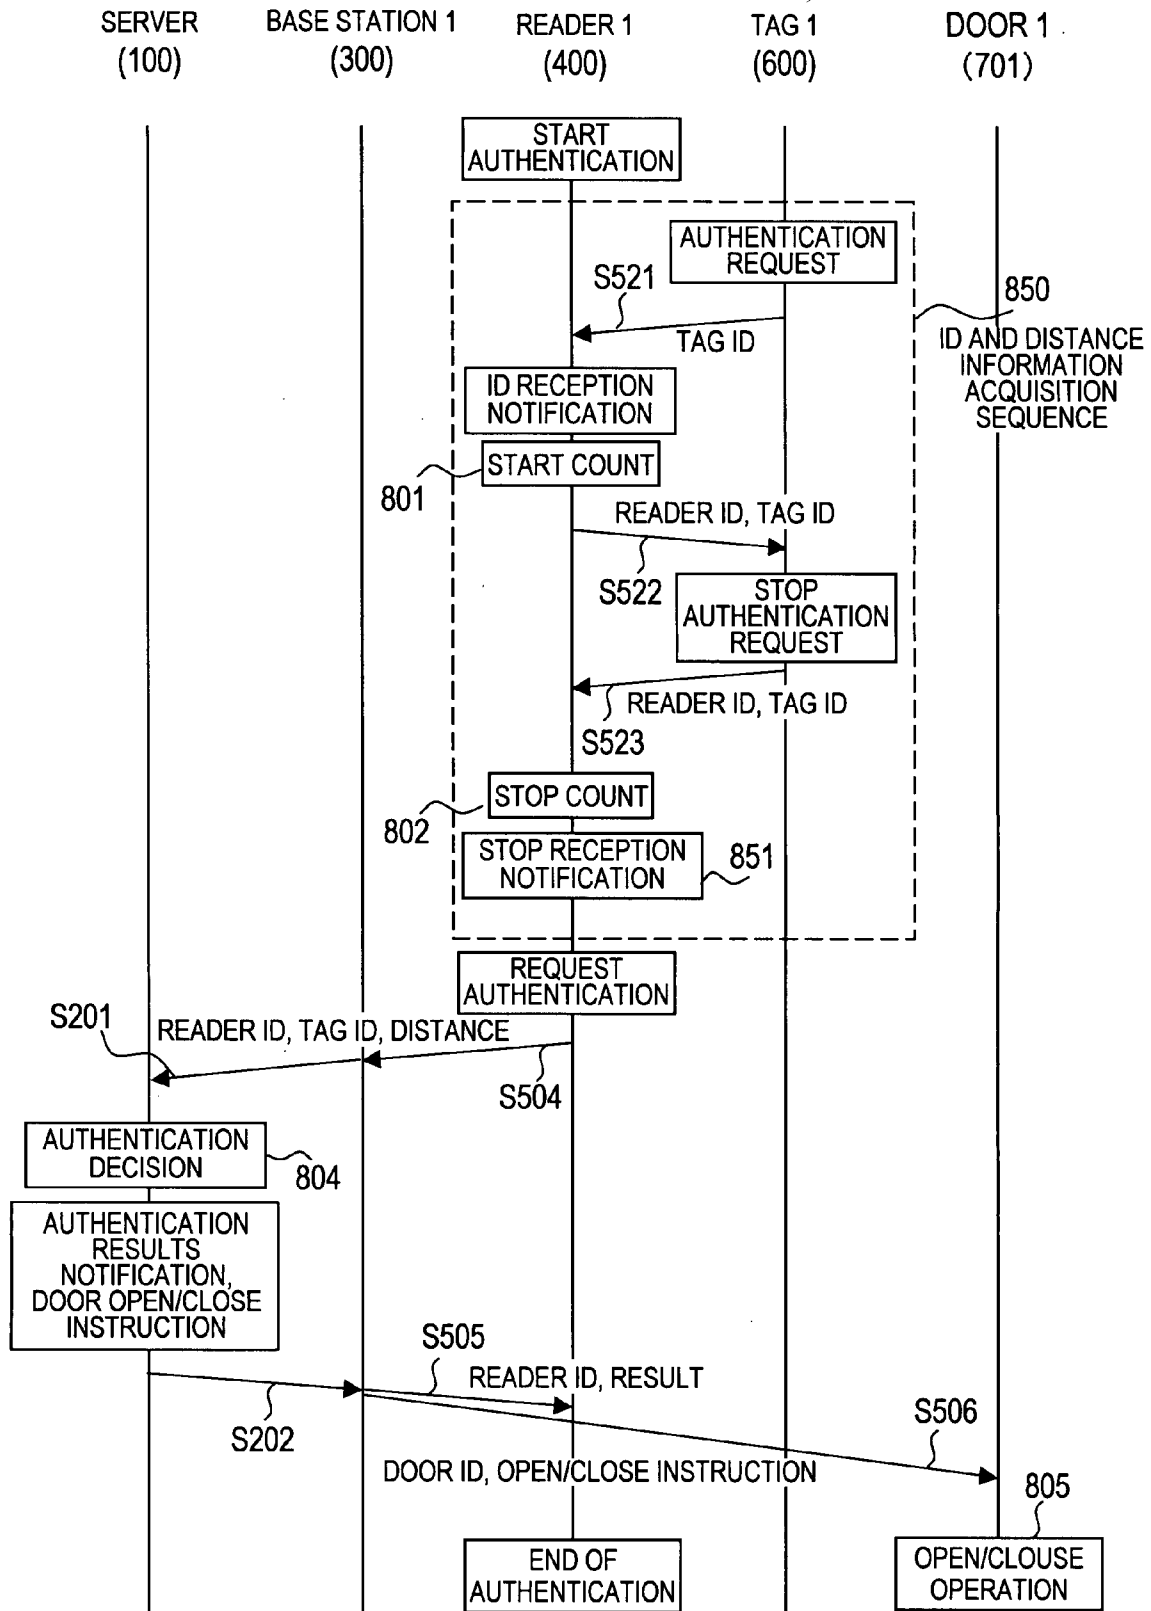 SERVER
(100)
BASE STATION 1
(300)
READER 1
(400)
TAG 1
(600)
DOOR 1
(701)
START
AUTHENTICATION
AUTHENTICATION
REQUEST
S521
TAG ID
850
ID AND DISTANCE
INFORMATION
ACQUISITION
SEQUENCE
ID RECEPTION
NOTIFICATION
START COUNT
801
READER ID, TAG ID
S522
STOP
AUTHENTICATION
REQUEST
READER ID, TAG ID
S523
STOP COUNT
802
STOP RECEPTION
NOTIFICATION
851
REQUEST
AUTHENTICATION
S201
READER ID, TAG ID, DISTANCE
S504
AUTHENTICATION
DECISION
804
AUTHENTICATION
RESULTS
NOTIFICATION,
DOOR OPEN/CLOSE
INSTRUCTION
S505
READER ID, RESULT
S202
S506
DOOR ID, OPEN/CLOSE INSTRUCTION
805
END OF
AUTHENTICATION
OPEN/CLOUSE
OPERATION